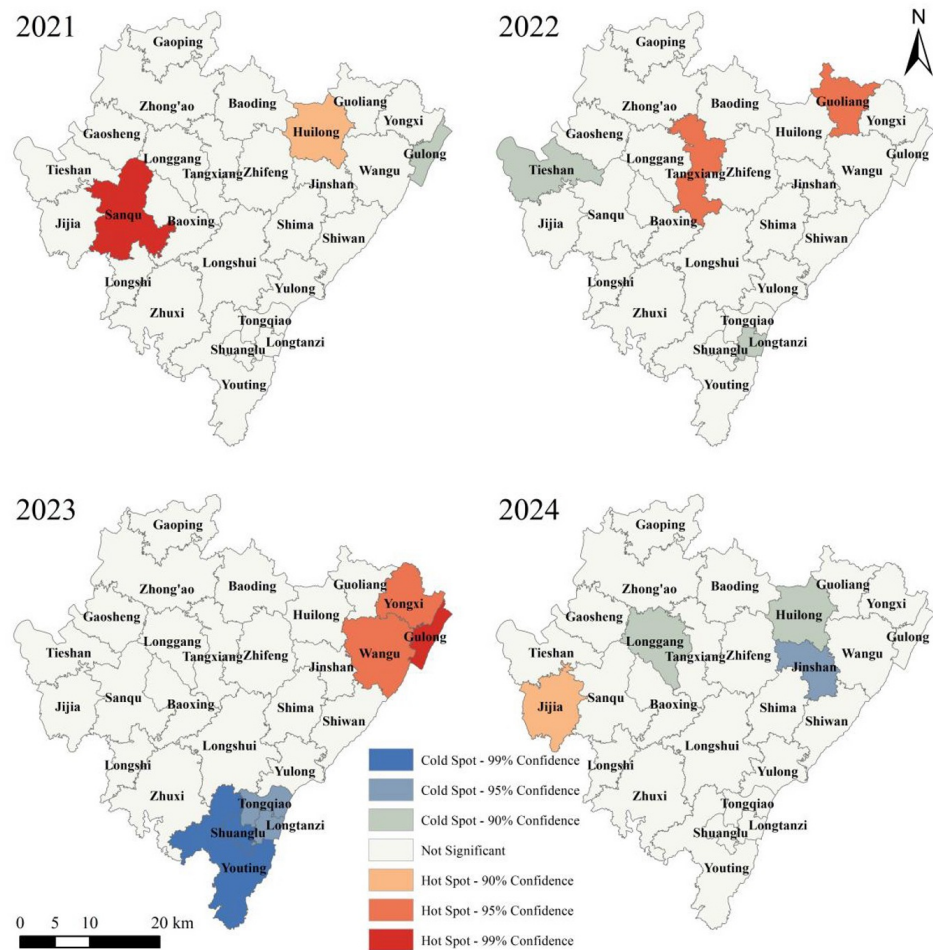 2021
Gaoping
Zhong'ao
Baoding
Guoliang
Huilong
Yongxi
Gaosheng
Longgang
Gulong
Tieshan
Tangxiang
Zhifeng
Wangu
Jinshan
Sanqu
Baoxing
Jijia
Shima
Shiwan
Longshui
Longshi
Yulong
Zhuxi
Tongqiao
Shuanglu
Longtanzi
Youting
2022
N
Gaoping
Zhong'ao
Baoding
Guoliang
Huilong
Yongxi
Gaosheng
Longgang
Gulong
Tieshan
Tangxiang
Zhifeng
Wangu
Jinshan
Sanqu
Baoxing
Jijia
Shima
Shiwan
Longshui
Longshi
Yulong
Zhuxi
Tongqiao
Shuanglu
Longtanzi
Youting
2023
Gaoping
Zhong'ao
Baoding
Guoliang
Yongxi
Huilong
Gaosheng
Longgang
Gulong
Tieshan
Tangxiang
Zhifeng
Wangu
Jinshan
Sanqu
Baoxing
Jijia
Shima
Shiwan
Longshui
Longshi
Yulong
Zhuxi
Tongqiao
Shuanglu
Longtanzi
Youting
2024
Gaoping
Zhong'ao
Baoding
Guoliang
Huilong
Yongxi
Gaosheng
Longgang
Gulong
Tieshan
Tangxiang
Zhifeng
Wangu
Jinshan
Sanqu
Baoxing
Jijia
Shima
Shiwan
Longshui
Longshi
Yulong
Zhuxi
Tongqiao
Shuanglu
Longtanzi
Youting
Cold Spot - 99% Confidence
Cold Spot - 95% Confidence
Cold Spot - 90% Confidence
Not Significant
Hot Spot - 90% Confidence
Hot Spot - 95% Confidence
Hot Spot - 99% Confidence
0 5 10 20 km